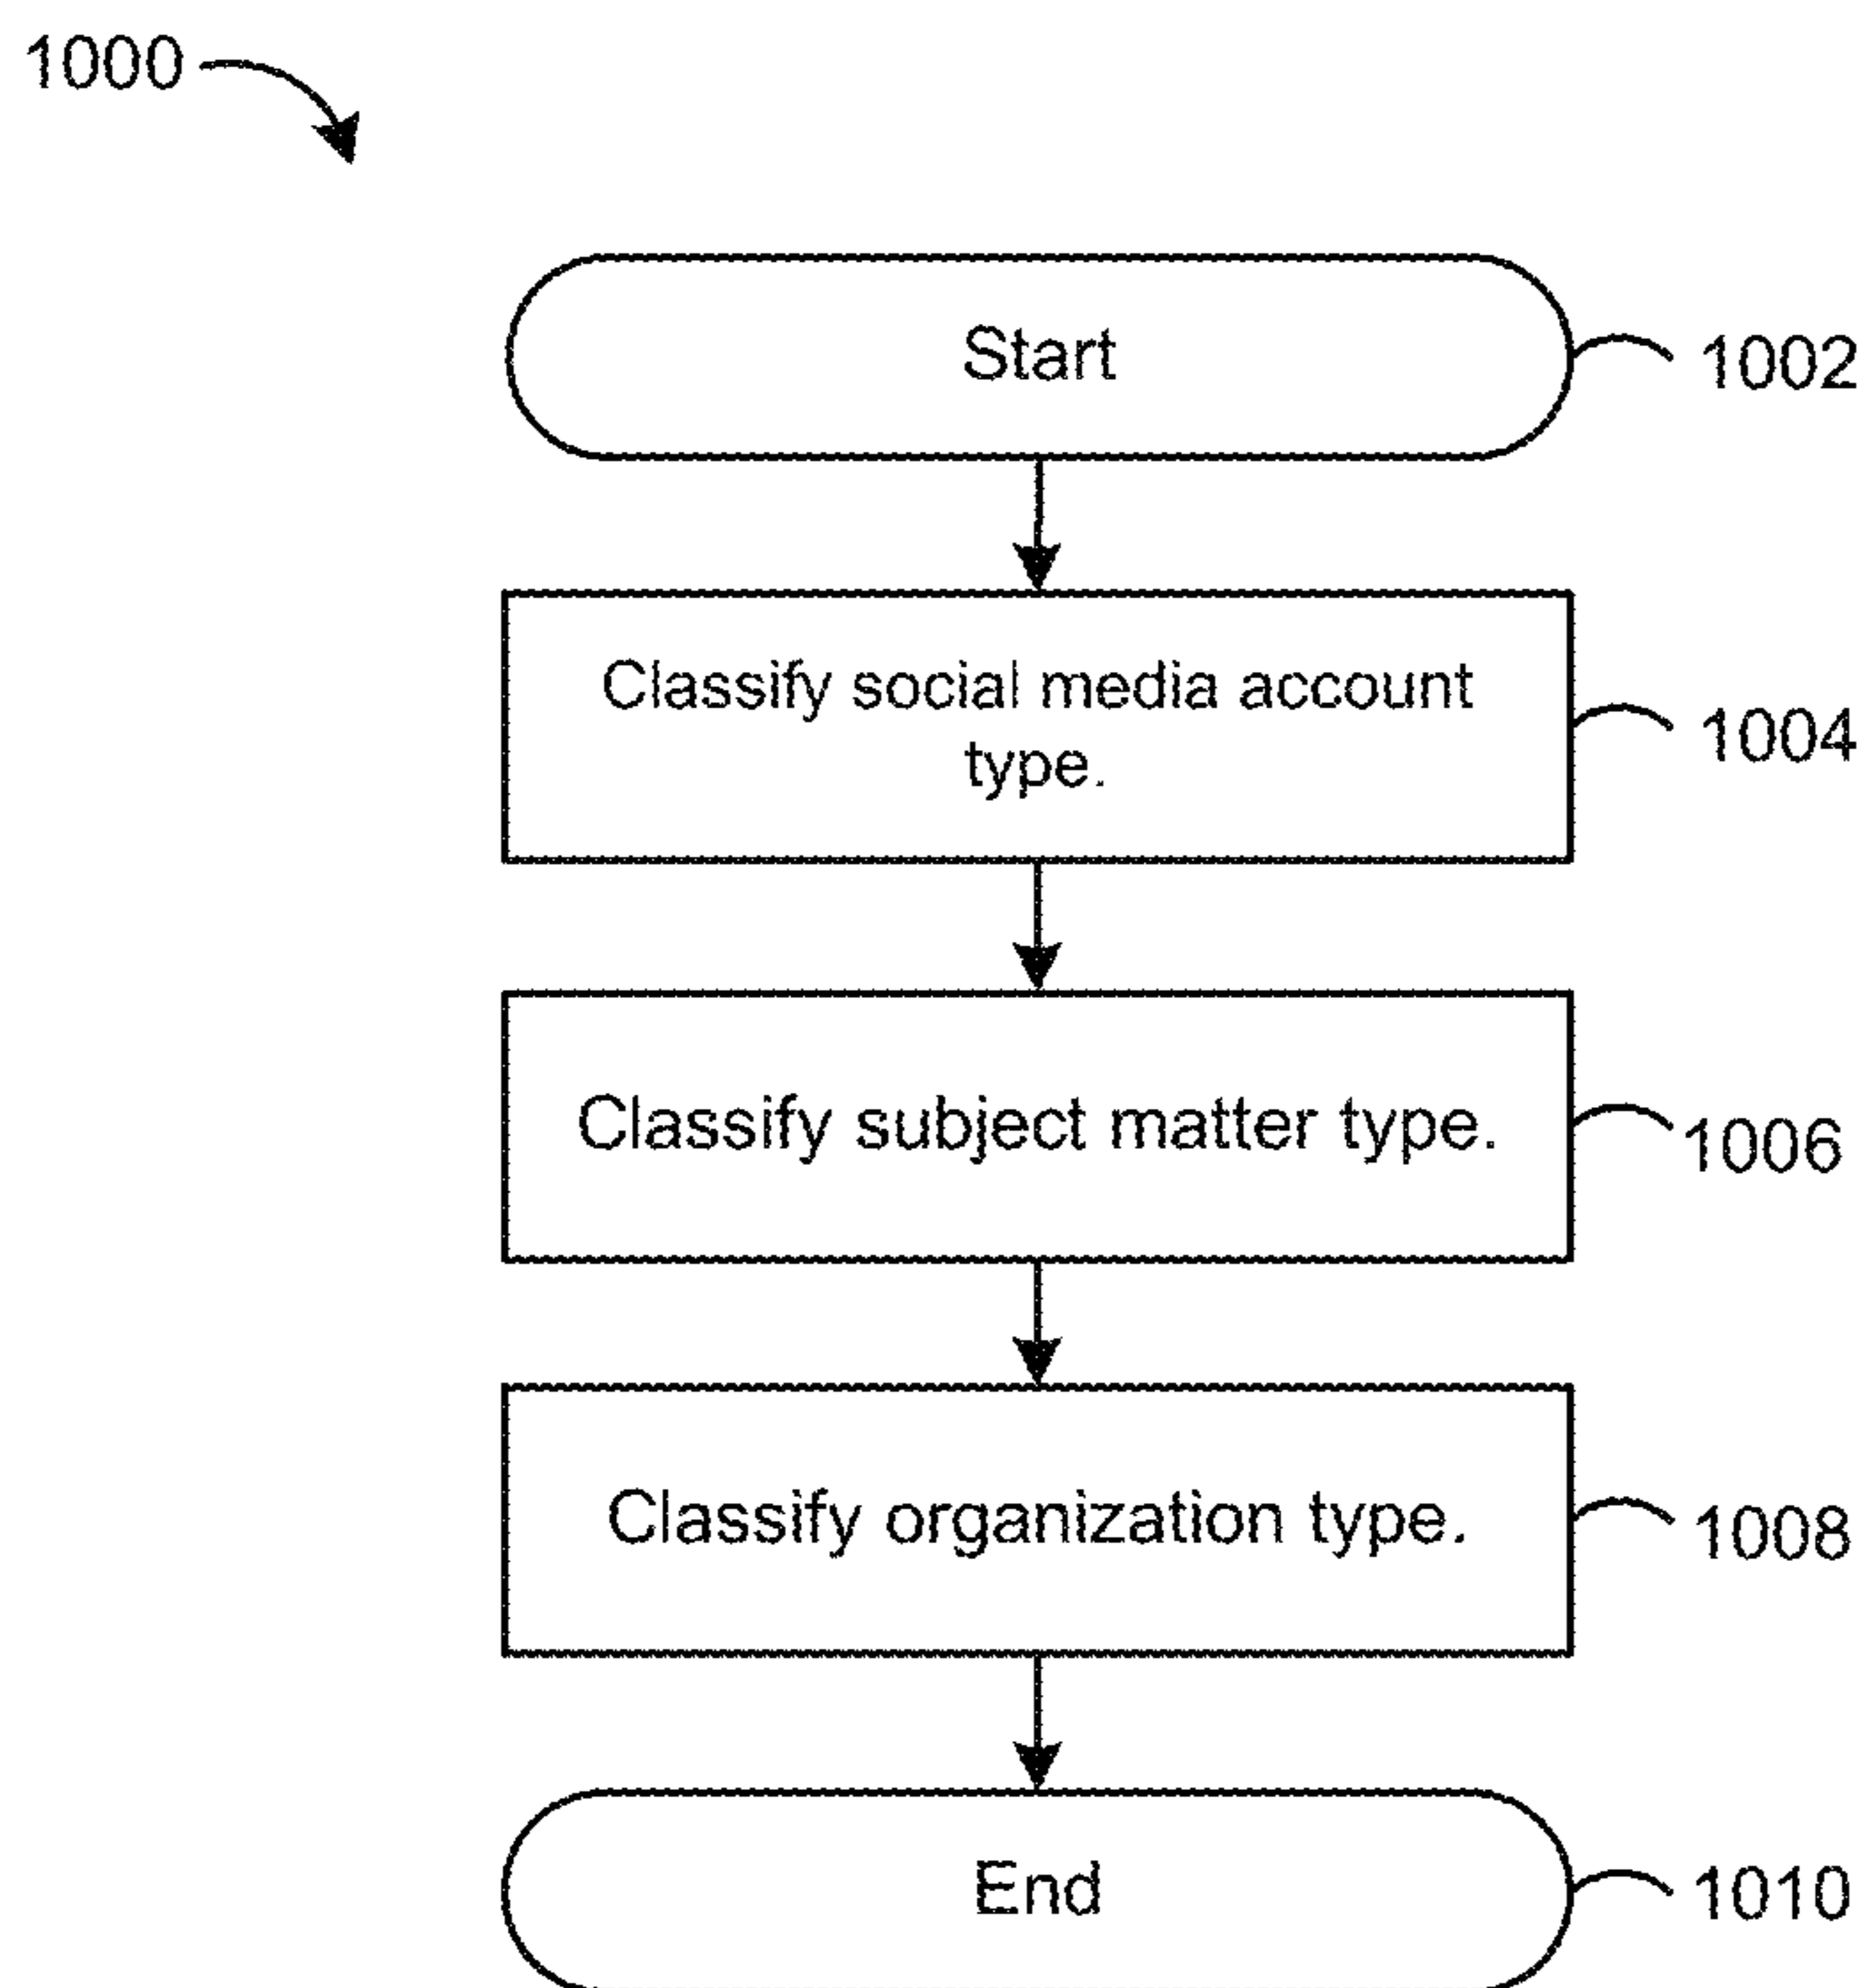 1000
Start
1002
Classify social media account
type.
1004
Classify subject matter type.
1006
Classify organization type.
1008
End
1010